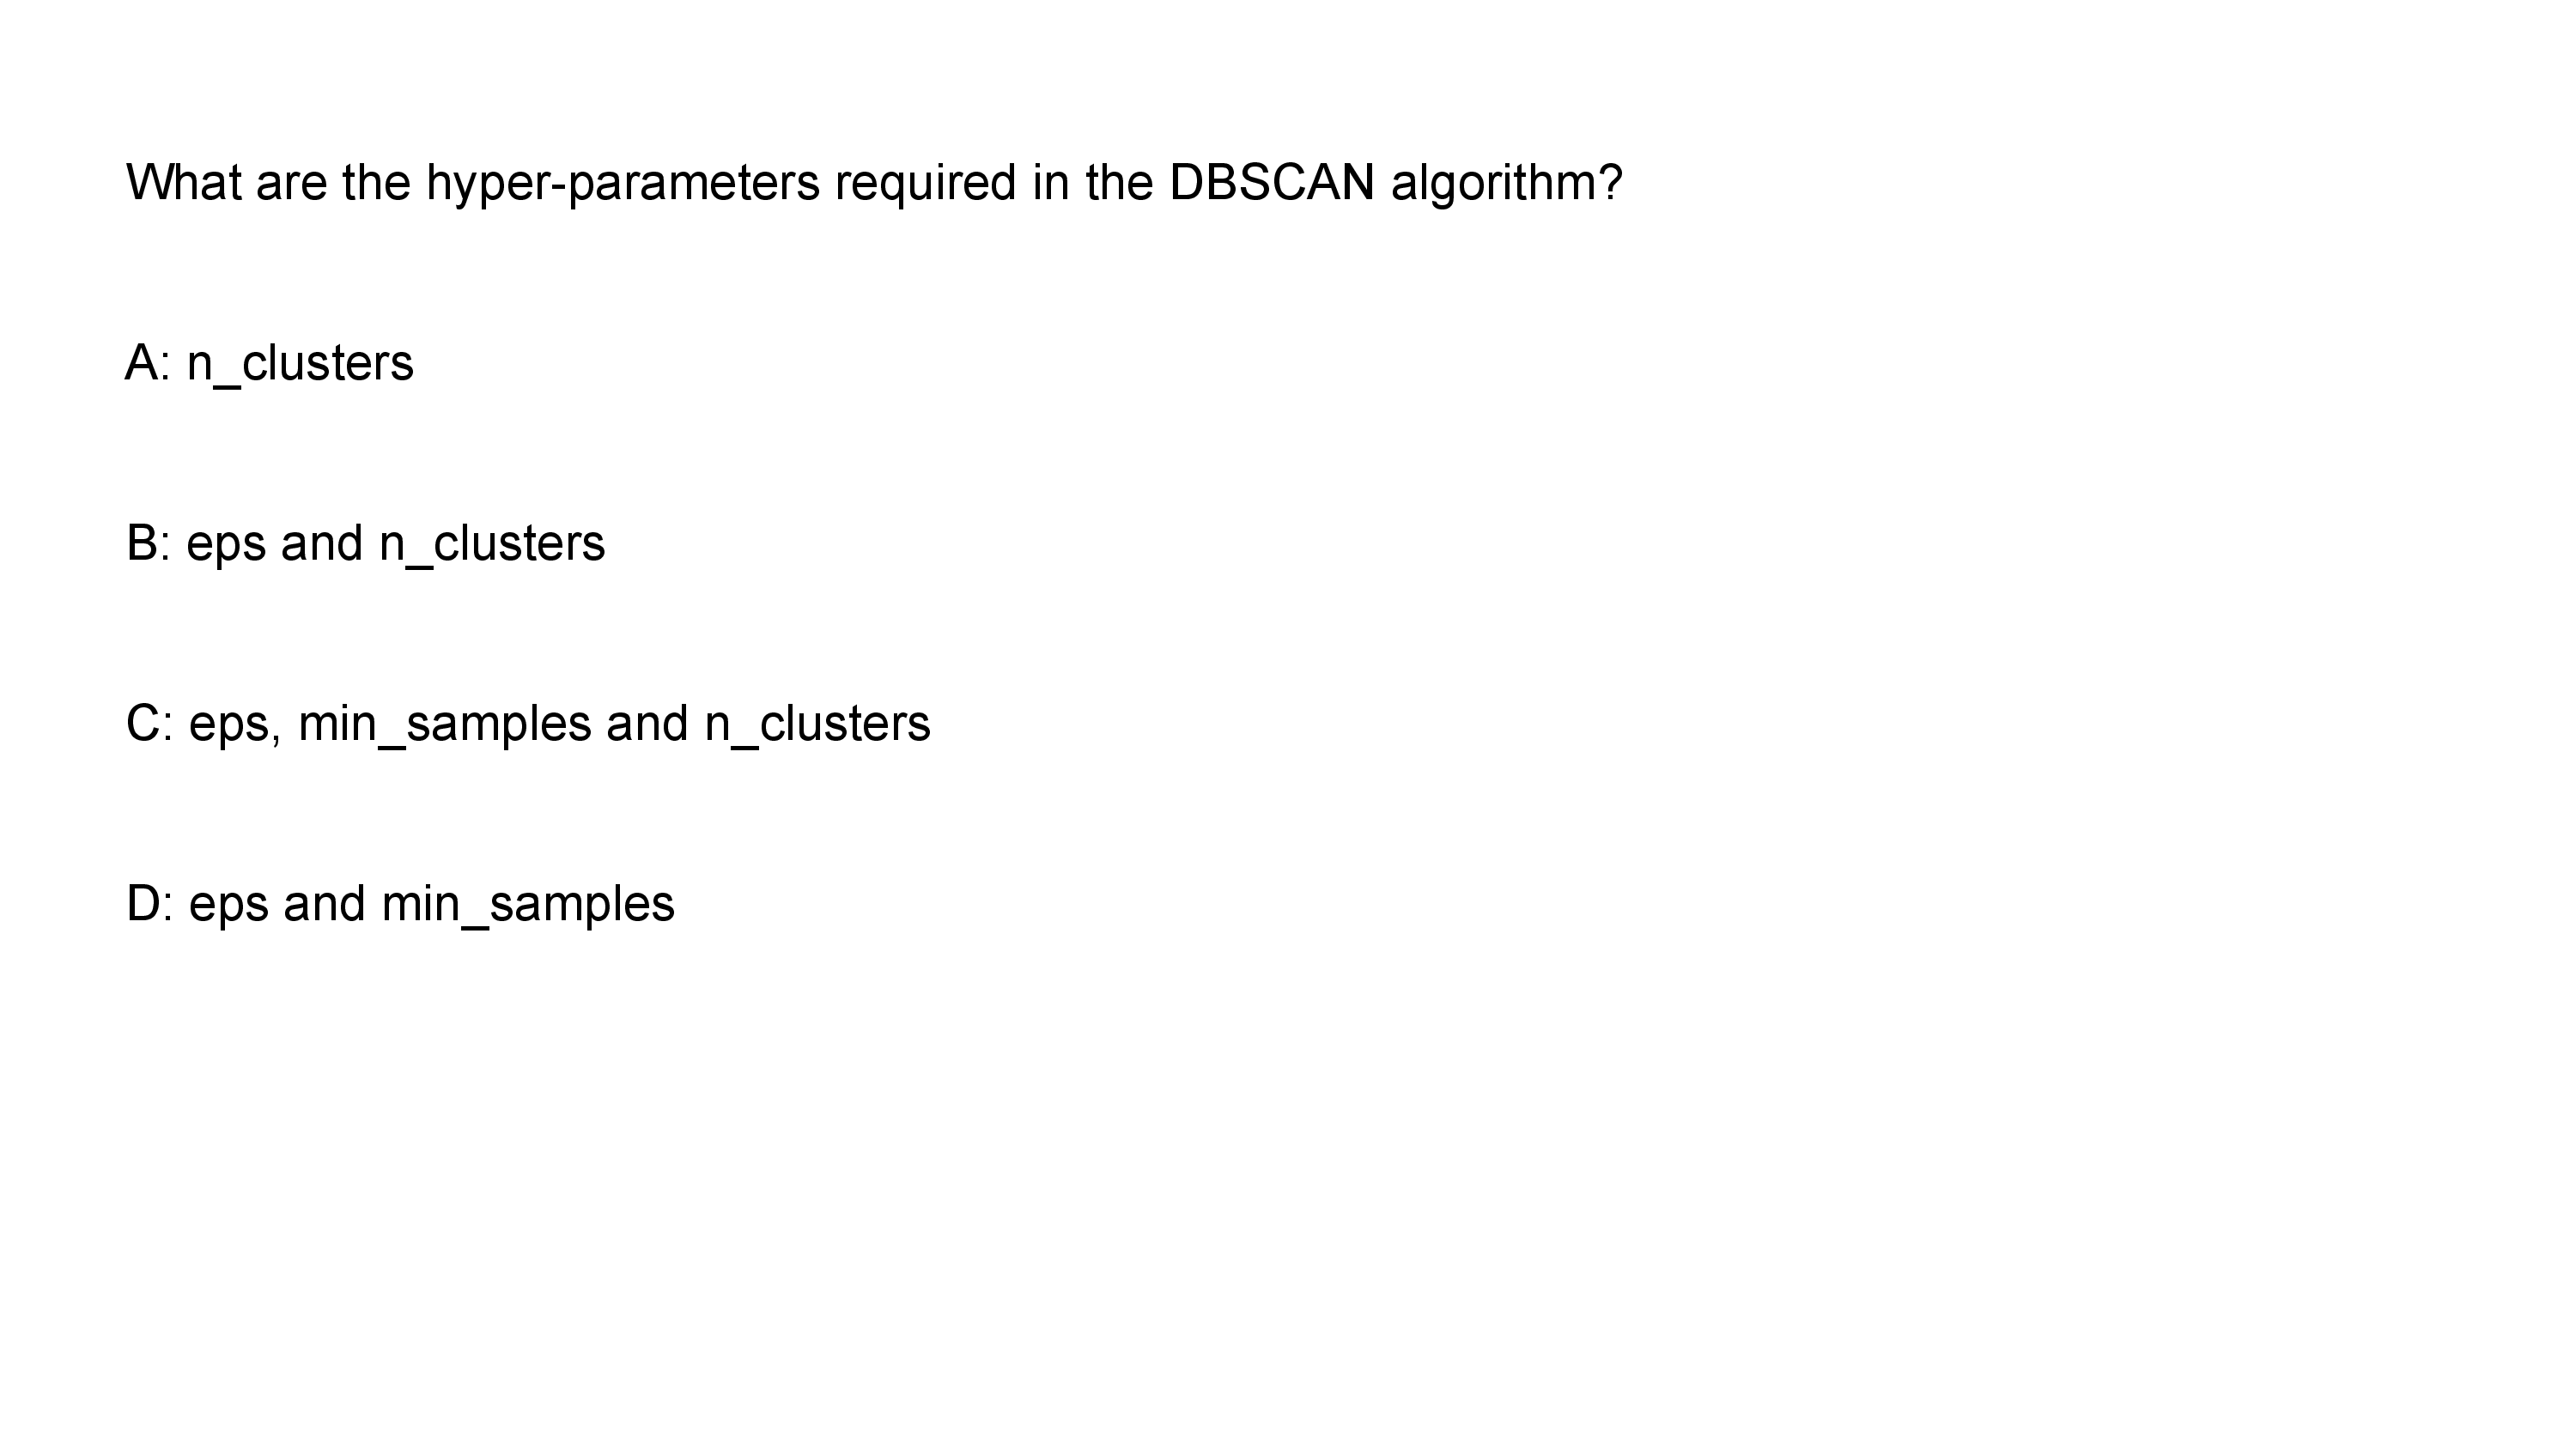 What are the hyper-parameters required in the DBSCAN algorithm?
A: n_clusters
B: eps and n_clusters
C: eps, min_samples and n_clusters
D: eps and min_samples